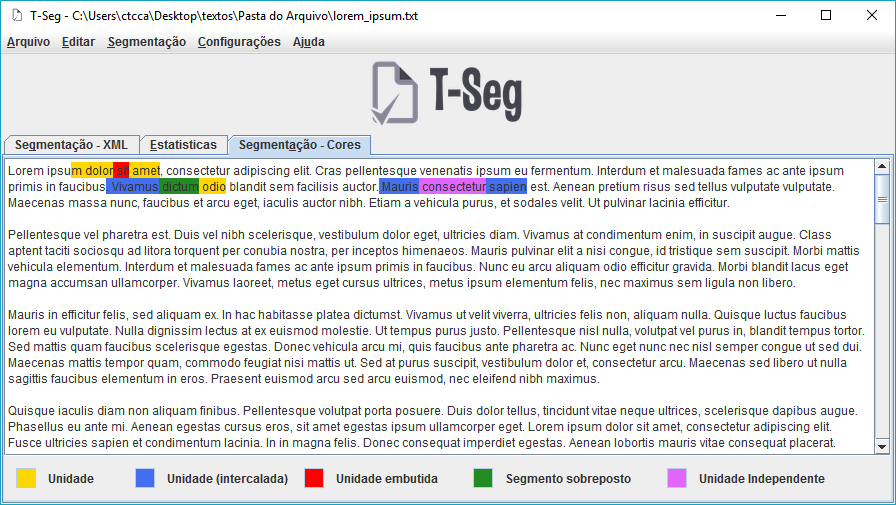 T-Seg - C:\Users\ctcca\Desktop\textos\Pasta do Arquivo\lorem_ipsum.txt
Arquivo Editar Segmentação Configurações Ajuda
T-Seg
Segmentação - XML Estatisticas Segmentação - Cores
Lorem ipsum dolor sit amet, consectetur adipiscing elit. Cras pellentesque venenatis ipsum eu fermentum. Interdum et malesuada fames ac ante ipsum
primis in faucibus. Vivamus dictum odio blandit sem facilisis auctor. Mauris consectetur sapien est. Aenean pretium risus sed tellus vulputate vulputate.
Maecenas massa nunc, faucibus et arcu eget, iaculis auctor nibh. Etiam a vehicula purus, et sodales velit. Ut pulvinar lacinia efficitur.
Pellentesque vel pharetra est. Duis vel nibh scelerisque, vestibulum dolor eget, ultricies diam. Vivamus at condimentum enim, in suscipit augue. Class
aptent taciti sociosqu ad litora torquent per conubia nostra, per inceptos himenaeos. Mauris pulvinar elit a nisi congue, id tristique sem suscipit. Morbi mattis
vehicula elementum. Interdum et malesuada fames ac ante ipsum primis in faucibus. Nunc eu arcu aliquam odio efficitur gravida. Morbi blandit lacus eget
magna accumsan ullamcorper. Vivamus laoreet, metus eget cursus ultrices, metus ipsum elementum felis, nec maximus sem ligula non libero.
Mauris in efficitur felis, sed aliquam ex. In hac habitasse platea dictumst. Vivamus ut velit viverra, ultricies felis non, aliquam nulla. Quisque luctus faucibus
lorem eu vulputate. Nulla dignissim lectus at ex euismod molestie. Ut tempus purus justo. Pellentesque nisl nulla, volutpat vel purus in, blandit tempus tortor.
Sed mattis quam faucibus scelerisque egestas. Donec vehicula arcu mi, quis faucibus ante pharetra ac. Nunc eget nunc nec nisl semper congue ut sed dui.
Maecenas mattis tempor quam, commodo feugiat nisi mattis ut. Sed at purus suscipit, vestibulum dolor et, consectetur arcu. Maecenas sed libero ut nulla
sagittis faucibus elementum in eros. Praesent euismod arcu sed arcu euismod, nec eleifend nibh maximus.
Quisque iaculis diam non aliquam finibus. Pellentesque volutpat porta posuere. Duis dolor tellus, tincidunt vitae neque ultrices, scelerisque dapibus augue.
Phasellus eu ante mi. Aenean egestas cursus eros, sit amet egestas ipsum ullamcorper eget. Lorem ipsum dolor sit amet, consectetur adipiscing elit.
Fusce ultricies sapien et condimentum lacinia. In in magna felis. Donec consequat imperdiet egestas. Aenean lobortis mauris vitae consequat placerat.
Unidade Unidade (intercalada) Unidade embutida Segmento sobreposto Unidade Independente